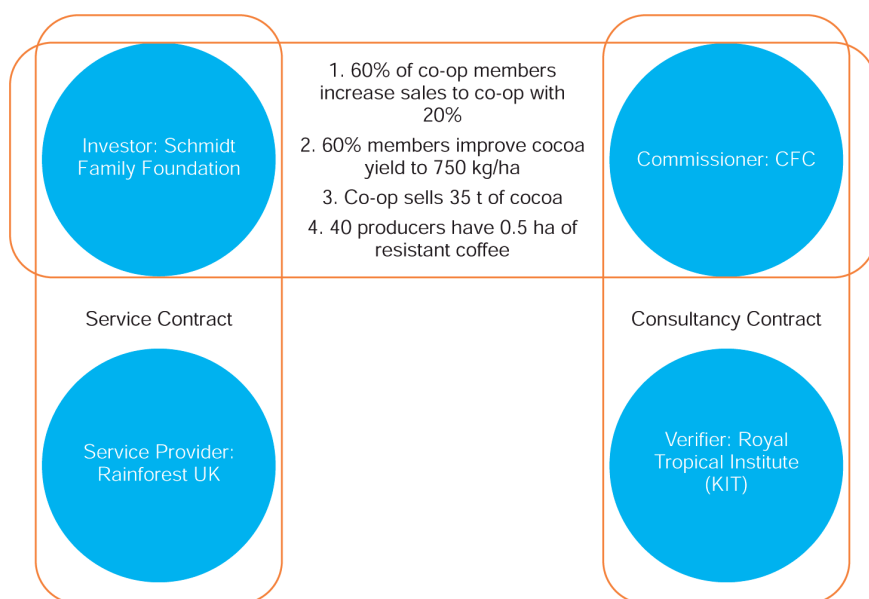 Investor: Schmidt
Family Foundation
1. 60% of co-op members
increase sales to co-op with
20%
2. 60% members improve cocoa
yield to 750 kg/ha
3. Co-op sells 35 t of cocoa
4. 40 producers have 0.5 ha of
resistant coffee
Commissioner: CFC
Service Contract
Consultancy Contract
Service Provider:
Rainforest UK
Verifier: Royal
Tropical Institute
(KIT)